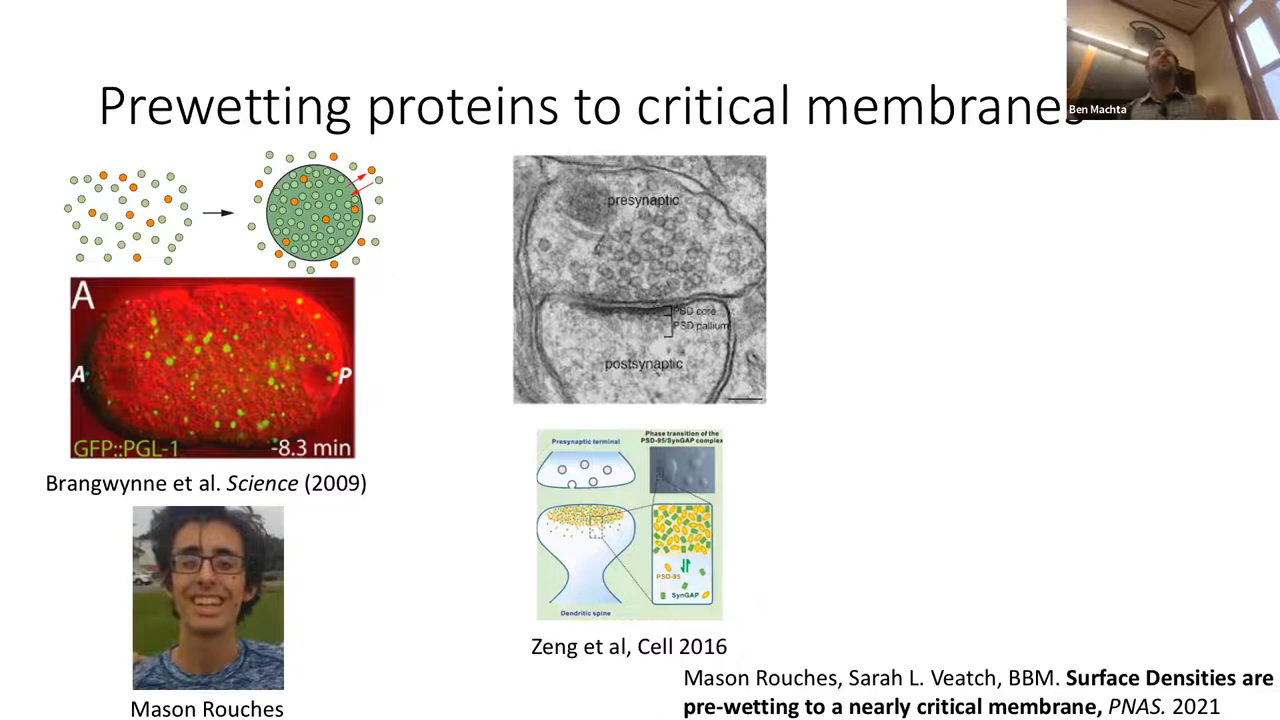 Prewetting proteins to critical membranes
Ben Machta
A
A
P
GFP::PGL-1
-8.3 min
Brangwynne et al. Science (2009)
Mason Rouches
presynaptic
PSD core
PSD pallium
postsynaptic
Presynaptic terminal
Phase transition of the
PSD-95/SynGAP complex
PSD-95
SynGAP
Dendritic spine
Zeng et al, Cell 2016
Mason Rouches, Sarah L. Veatch, BBM. Surface Densities are
pre-wetting to a nearly critical membrane, PNAS. 2021